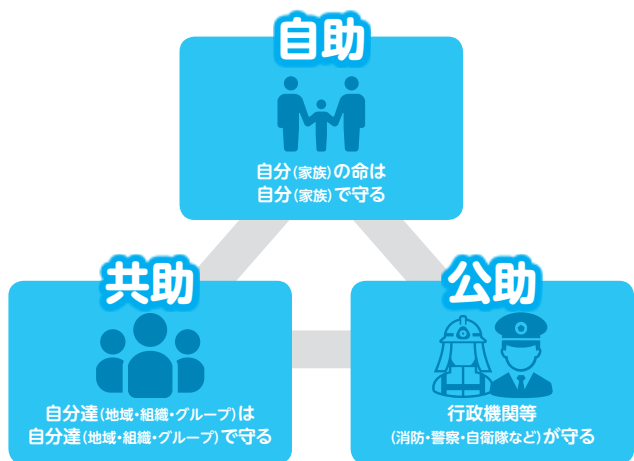 自助
自分(家族)の命は
自分(家族)で守る
共助
自分達(地域・組織・グループ)は
自分達(地域・組織・グループ)で守る
公助
行政機関等
(消防・警察・自衛隊など)が守る